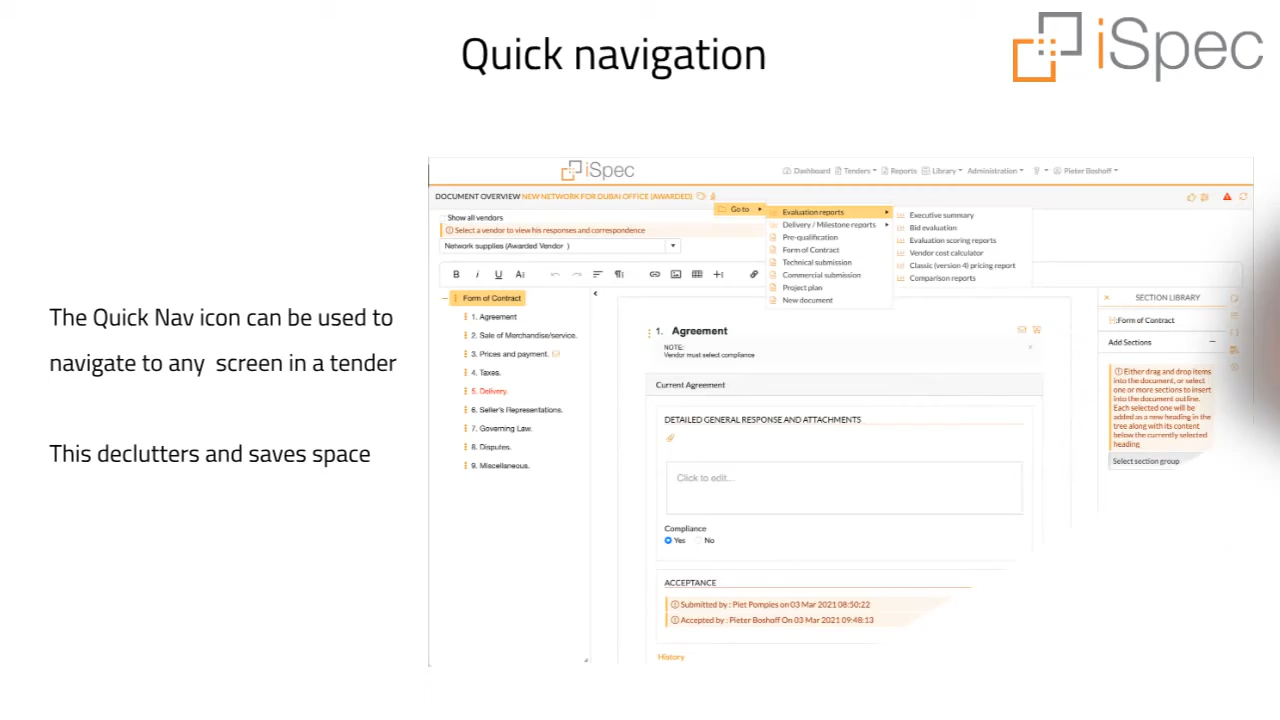 Quick navigation
iSpec
The Quick Nav icon can be used to
navigate to any screen in a tender
This declutters and saves space
iSpec
Dashboard Tenders Reports Library Administration Pieter Boshoff
DOCUMENT OVERVIEW NEW NETWORK FOR DUBAI OFFICE (AWARDED)
Show all vendors
Select a vendor to view his responses and correspondence
Network supplies (Awarded Vendor )
Go to
Evaluation reports
Delivery / Milestone reports
Pre-qualification
Form of Contract
Technical submission
Commercial submission
Project plan
New document
Executive summary
Bid evaluation
Evaluation scoring reports
Vendor cost calculator
Classic (version 4) pricing report
Comparison reports
B i U A
Form of Contract
1. Agreement
2. Sale of Merchandise/service.
3. Prices and payment.
4. Taxes.
5. Delivery.
6. Seller's Representations.
7. Governing Law.
8. Disputes.
9. Miscellaneous.
1. Agreement
NOTE:
Vendor must select compliance
Current Agreement
DETAILED GENERAL RESPONSE AND ATTACHMENTS
Click to edit...
Compliance
Yes No
ACCEPTANCE
Submitted by : Piet Pompies on 03 Mar 2021 08:50:22
Accepted by : Pieter Boshoff On 03 Mar 2021 09:48:13
History
SECTION LIBRARY
:Form of Contract
Add Sections
Either drag and drop items
into the document, or select
one or more sections to insert
into the document outline.
Each selected one will be
added as a new heading in the
tree along with its content
below the currently selected
heading
Select section group